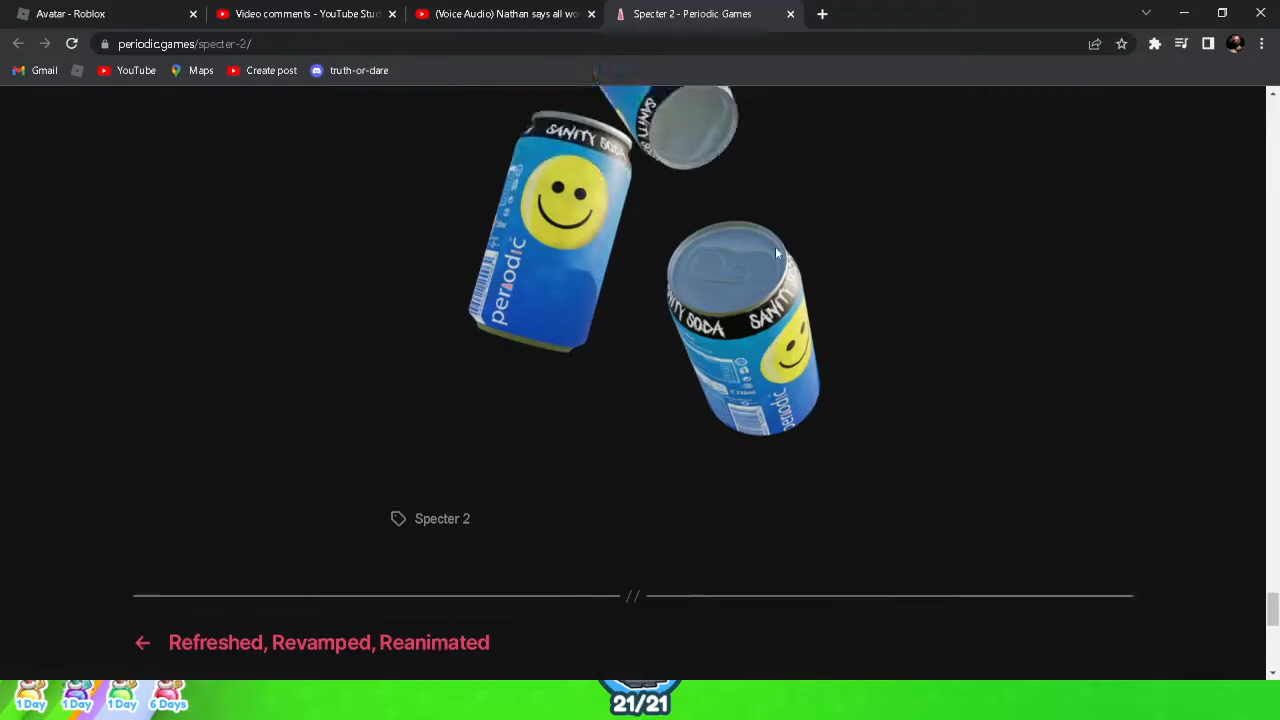 Avatar - Roblox
Video comments - YouTube Stud
(Voice Audio) Nathan says all wo
Specter 2 - Periodic Games
periodic.games/specter-2/
Gmail
YouTube
Maps
Create post
truth-or-dare
SANITY
SANITY SODA
periodic
SODA
SANITY
periodic
Specter 2
//
← Refreshed, Revamped, Reanimated
1 Day
1 Day
1 Day
6 Days
21/21